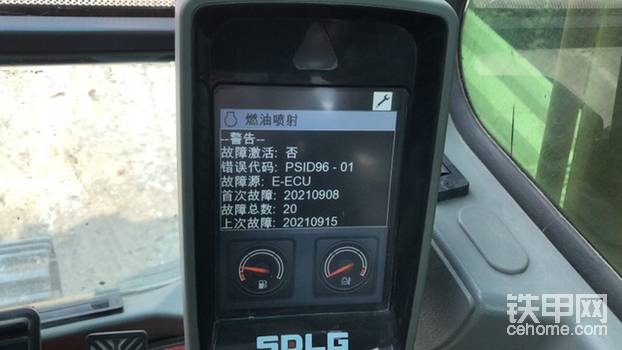 燃油喷射
--警告--
故障激活: 否
错误代码: PSID96 - 01
故障源: E-ECU
首次故障: 20210908
故障总数: 20
上次故障: 20210915
SDLG
铁甲网
cehome.com